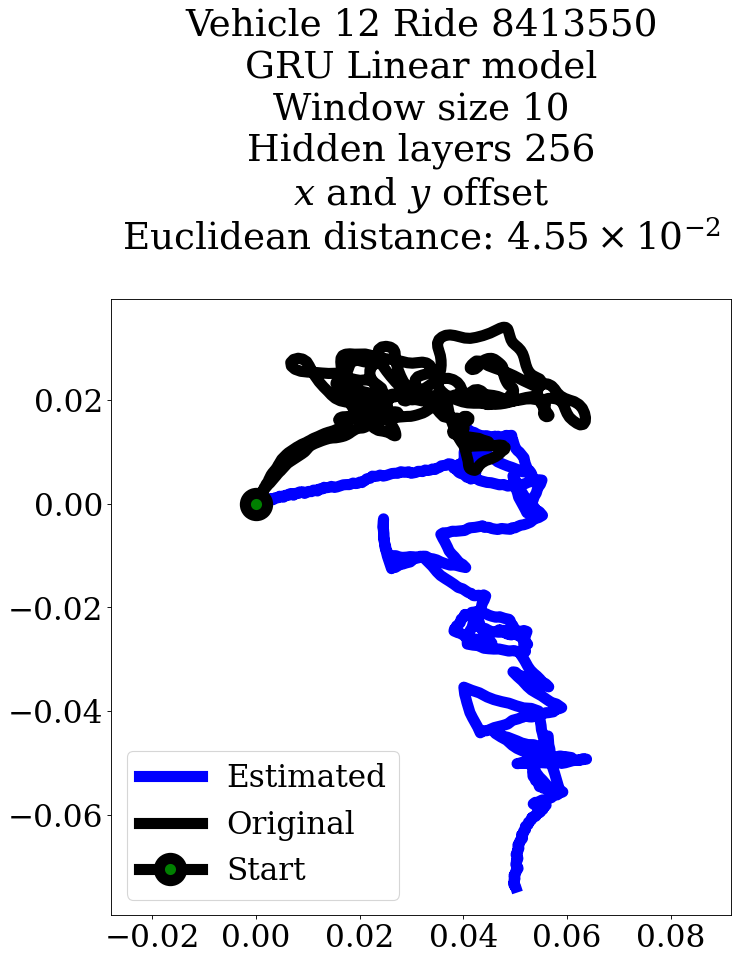 Vehicle 12 Ride 8413550
GRU Linear model
Window size 10
Hidden layers 256
x and y offset
Euclidean distance: 4.55 × 10⁻²
0.02
0.00
−0.02
−0.04
−0.06
Estimated
Original
Start
−0.02 0.00 0.02 0.04 0.06 0.08